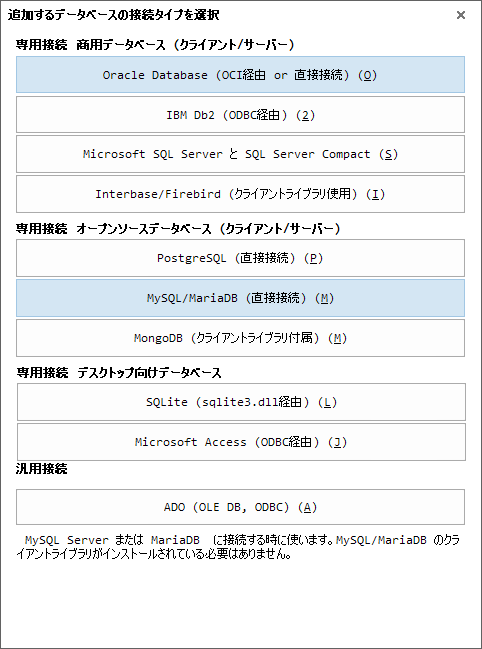 追加するデータベースの接続タイプを選択
専用接続 商用データベース (クライアント/サーバー)
Oracle Database (OCI経由 or 直接接続) (O)
IBM Db2 (ODBC経由) (2)
Microsoft SQL Server と SQL Server Compact (S)
Interbase/Firebird (クライアントライブラリ使用) (I)
専用接続 オープンソースデータベース (クライアント/サーバー)
PostgreSQL (直接接続) (P)
MySQL/MariaDB (直接接続) (M)
MongoDB (クライアントライブラリ付属) (M)
専用接続 デスクトップ向けデータベース
SQLite (sqlite3.dll経由) (L)
Microsoft Access (ODBC経由) (J)
汎用接続
ADO (OLE DB, ODBC) (A)
MySQL Server または MariaDB に接続する時に使います。MySQL/MariaDB のクラ
イアントライブラリがインストールされている必要はありません。